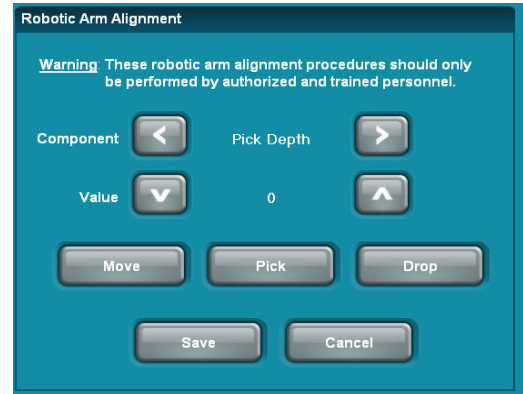 Robotic Arm Alignment
Warning: These robotic arm alignment procedures should only
be performed by authorized and trained personnel.
Component < Pick Depth >
Value v 0 ʌ
Move Pick Drop
Save Cancel